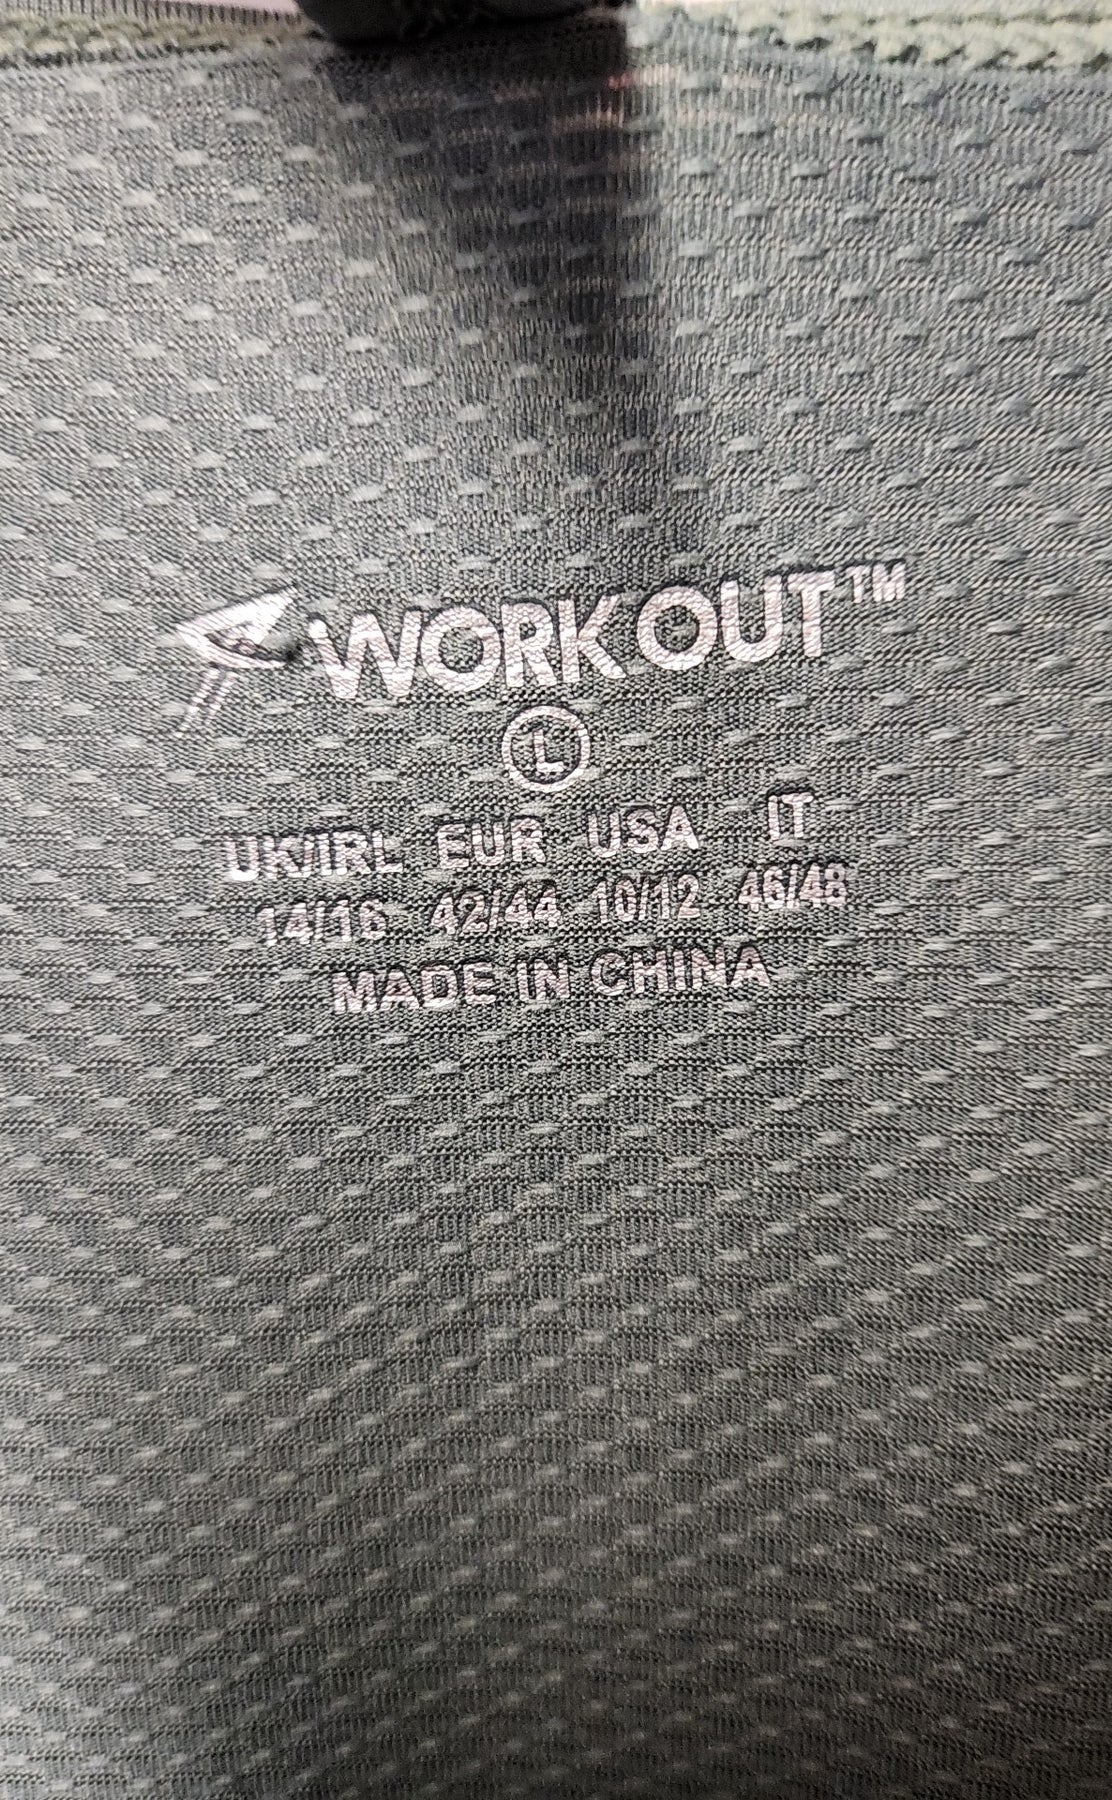 WORKOUT™
L
UK/IRL EUR USA IT
14/16 42/44 10/12 46/48
MADE IN CHINA